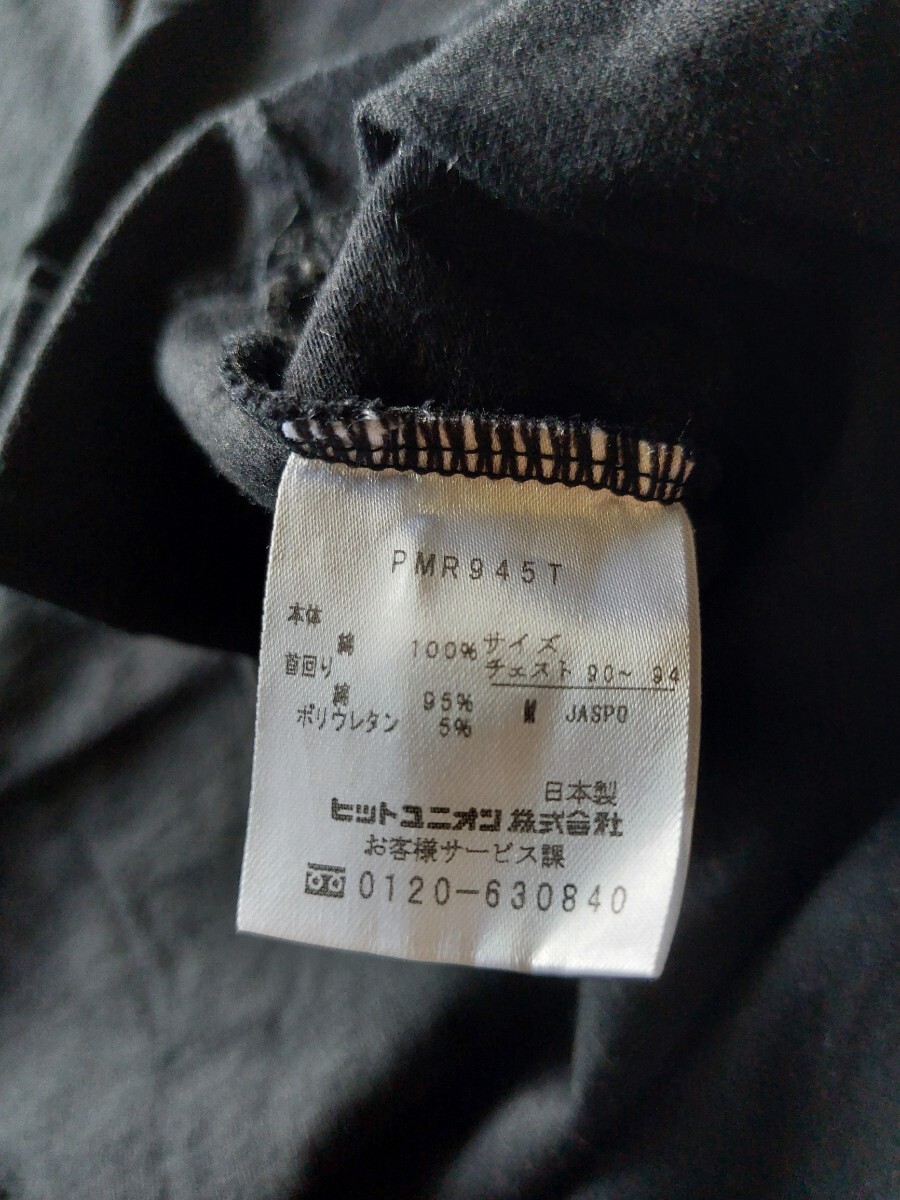 PMR945T
本体
綿 100%
首回り
綿 95%
ポリウレタン 5%
サイズ
チェスト 90～ 94
M JASPO
日本製
ヒットユニオン株式会社
お客様サービス課
0120-630840